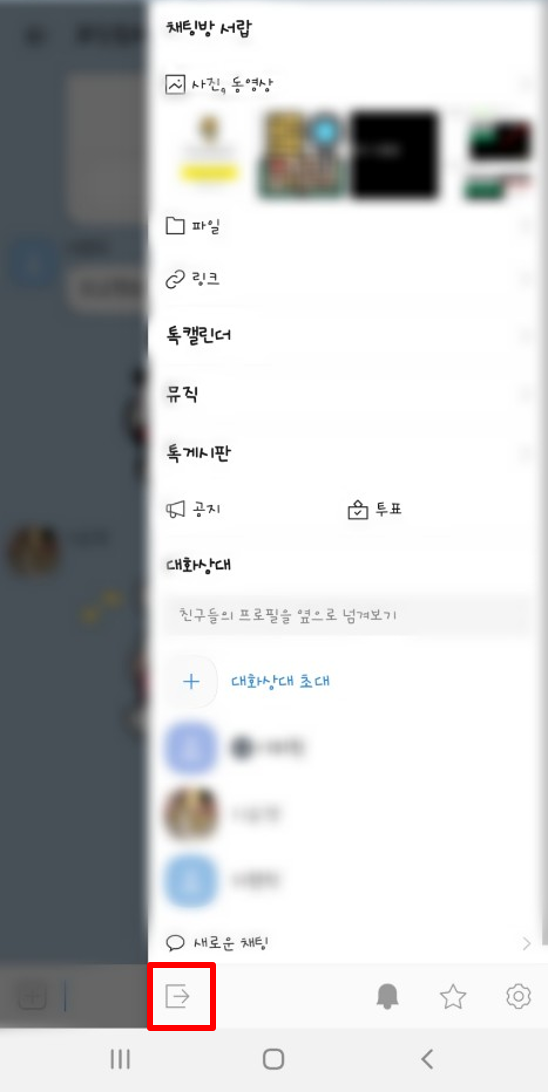 채팅방 서랍
사진, 동영상
파일
링크
톡캘린더
뮤직
톡게시판
공지
투표
대화상대
친구들의 프로필을 옆으로 넘겨보기
대화상대 초대
새로운 채팅